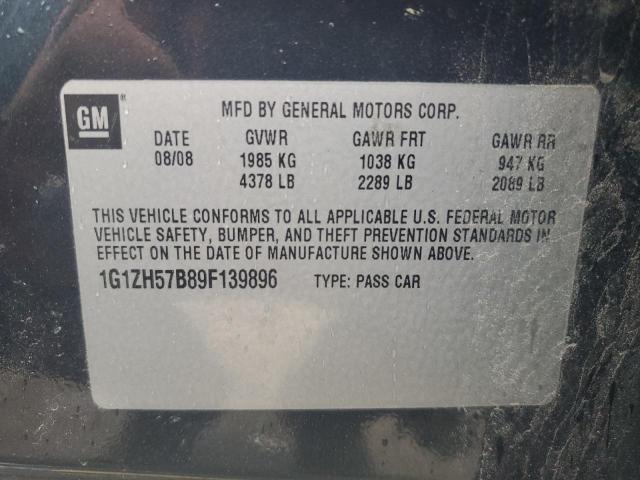 GM®
MFD BY GENERAL MOTORS CORP.
DATE GVWR GAWR FRT GAWR RR
08/08 1985 KG 1038 KG 947 KG
4378 LB 2289 LB 2089 LB
THIS VEHICLE CONFORMS TO ALL APPLICABLE U.S. FEDERAL MOTOR
VEHICLE SAFETY, BUMPER, AND THEFT PREVENTION STANDARDS IN
EFFECT ON THE DATE OF MANUFACTURE SHOWN ABOVE.
1G1ZH57B89F139896 TYPE: PASS CAR